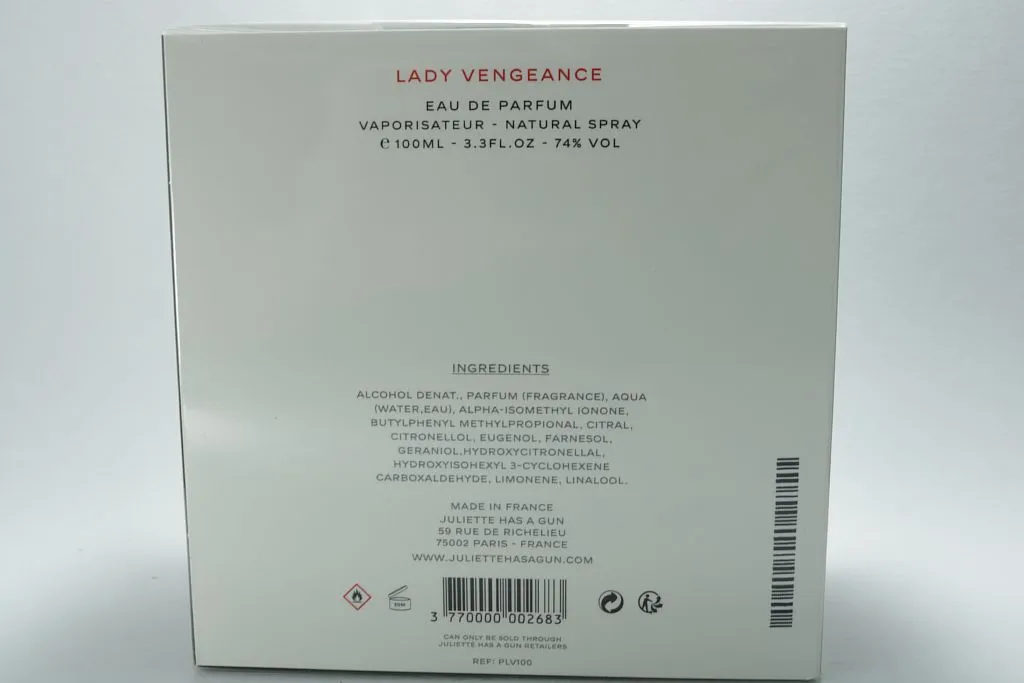 LADY VENGEANCE
EAU DE PARFUM
VAPORISATEUR - NATURAL SPRAY
℮ 100ML - 3.3FL.OZ - 74% VOL
INGREDIENTS
ALCOHOL DENAT., PARFUM (FRAGRANCE), AQUA
(WATER,EAU), ALPHA-ISOMETHYL IONONE,
BUTYLPHENYL METHYLPROPIONAL, CITRAL,
CITRONELLOL, EUGENOL, FARNESOL,
GERANIOL,HYDROXYCITRONELLAL,
HYDROXYISOHEXYL 3-CYCLOHEXENE
CARBOXALDEHYDE, LIMONENE, LINALOOL.
MADE IN FRANCE
JULIETTE HAS A GUN
59 RUE DE RICHELIEU
75002 PARIS - FRANCE
WWW.JULIETTEHASAGUN.COM
3 770000 002683
CAN ONLY BE SOLD THROUGH
JULIETTE HAS A GUN RETAILERS
REF: PLV100